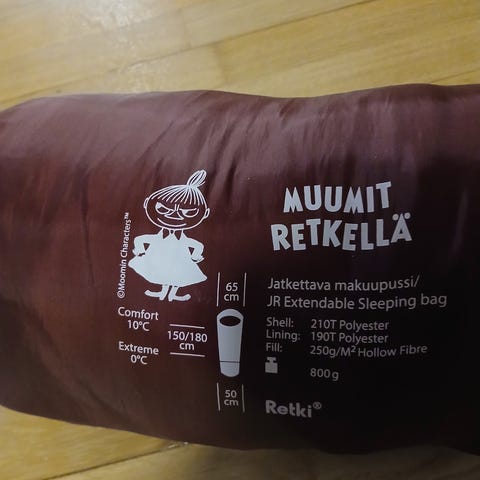 MUUMIT
RETKELLÄ
©Moomin Characters™
65
cm
Comfort
10°C
150/180
cm
Extreme
0°C
50
cm
Jatkettava makuupussi/
JR Extendable Sleeping bag
Shell: 210T Polyester
Lining: 190T Polyester
Fill: 250g/M² Hollow Fibre
800g
Retki®